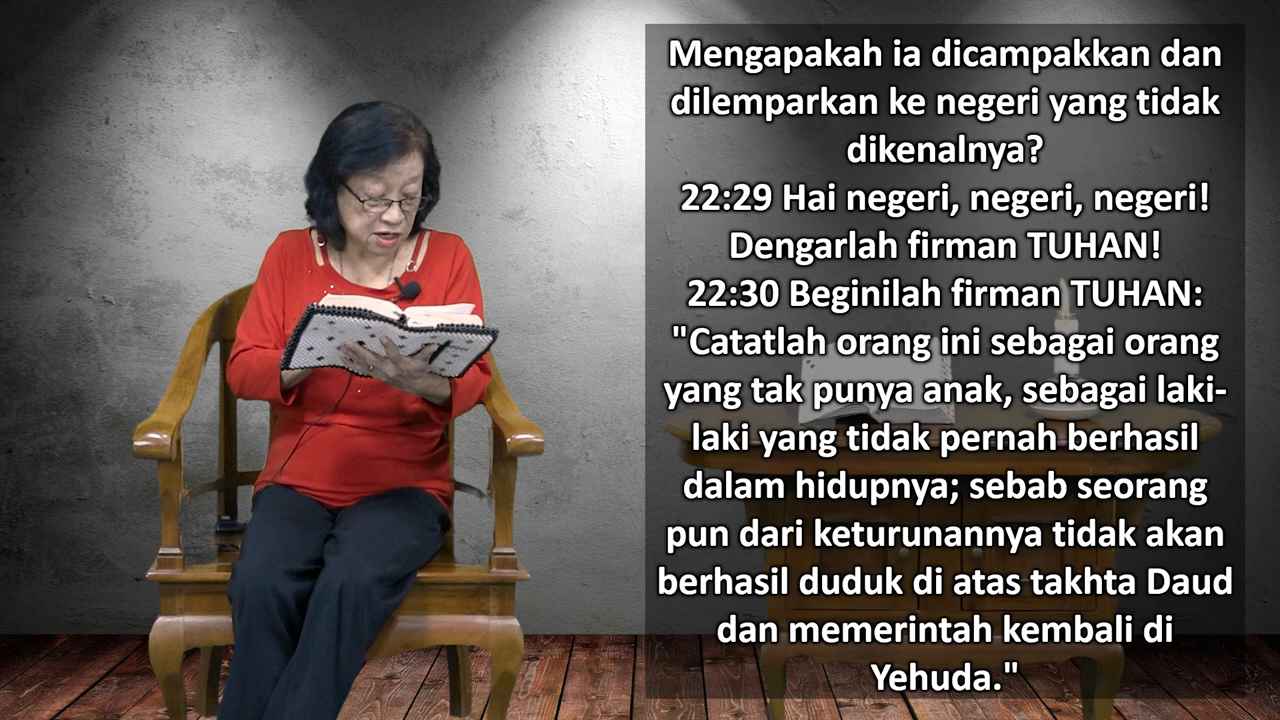 Mengapakah ia dicampakkan dan
dilemparkan ke negeri yang tidak
dikenalnya?
22:29 Hai negeri, negeri, negeri!
Dengarlah firman TUHAN!
22:30 Beginilah firman TUHAN:
"Catatlah orang ini sebagai orang
yang tak punya anak, sebagai laki-
laki yang tidak pernah berhasil
dalam hidupnya; sebab seorang
pun dari keturunannya tidak akan
berhasil duduk di atas takhta Daud
dan memerintah kembali di
Yehuda."